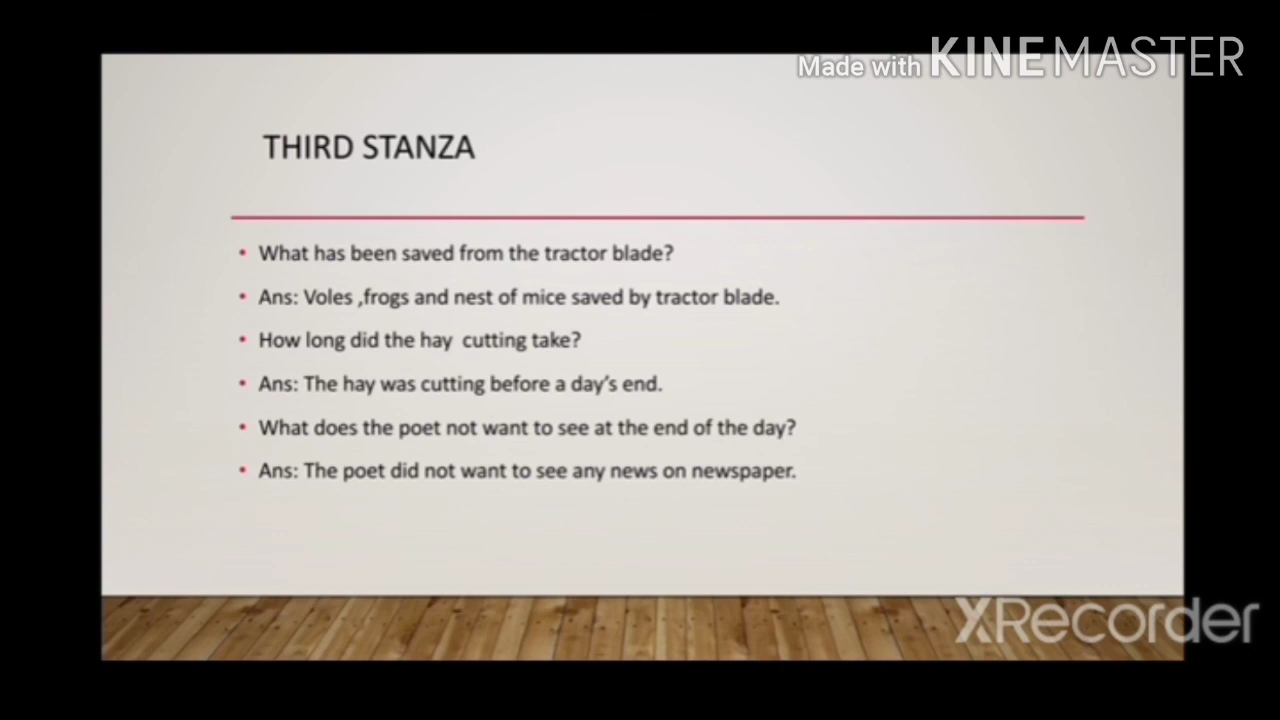 Made with KINEMASTER
THIRD STANZA
• What has been saved from the tractor blade?
• Ans: Voles ,frogs and nest of mice saved by tractor blade.
• How long did the hay  cutting take?
• Ans: The hay was cutting before a day's end.
• What does the poet not want to see at the end of the day?
• Ans: The poet did not want to see any news on newspaper.
XRecorder